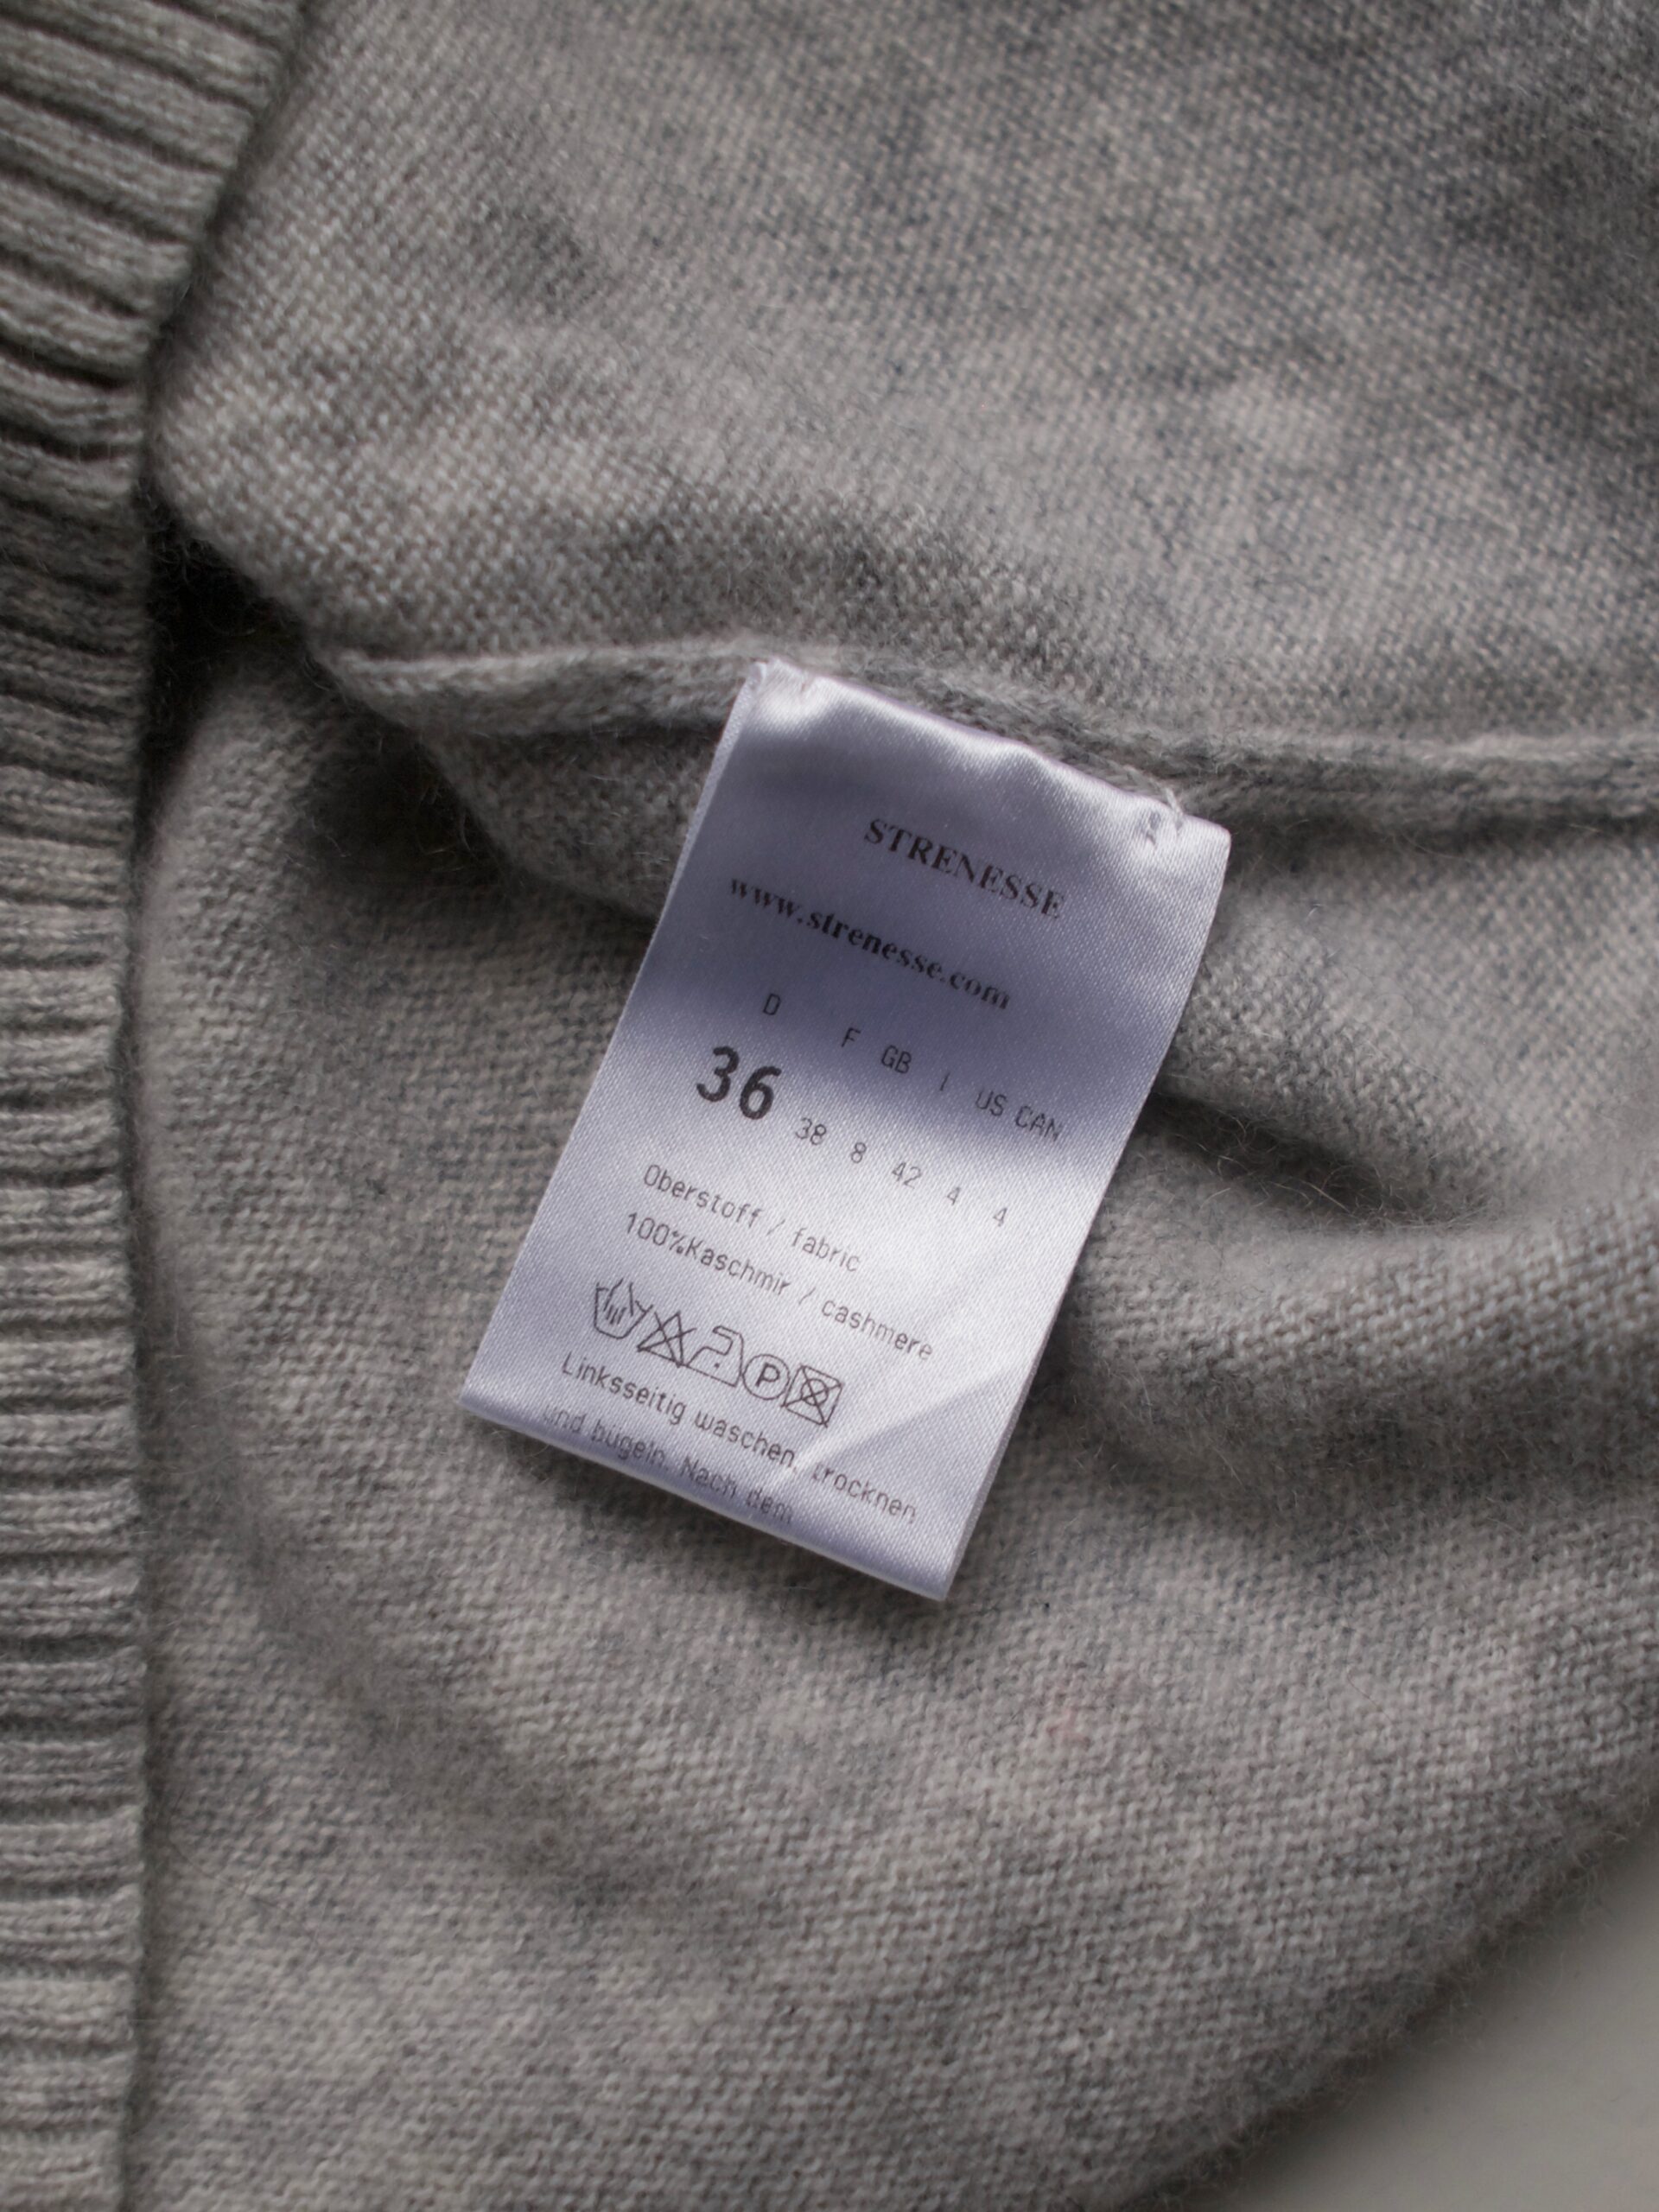 STRENESSE
www.strenesse.com
D F GB I US CAN
36 38 8 42 4 4
Oberstoff / fabric
100%Kaschmir / cashmere
P
Linksseitig waschen, trocknen
und bügeln. Nach dem